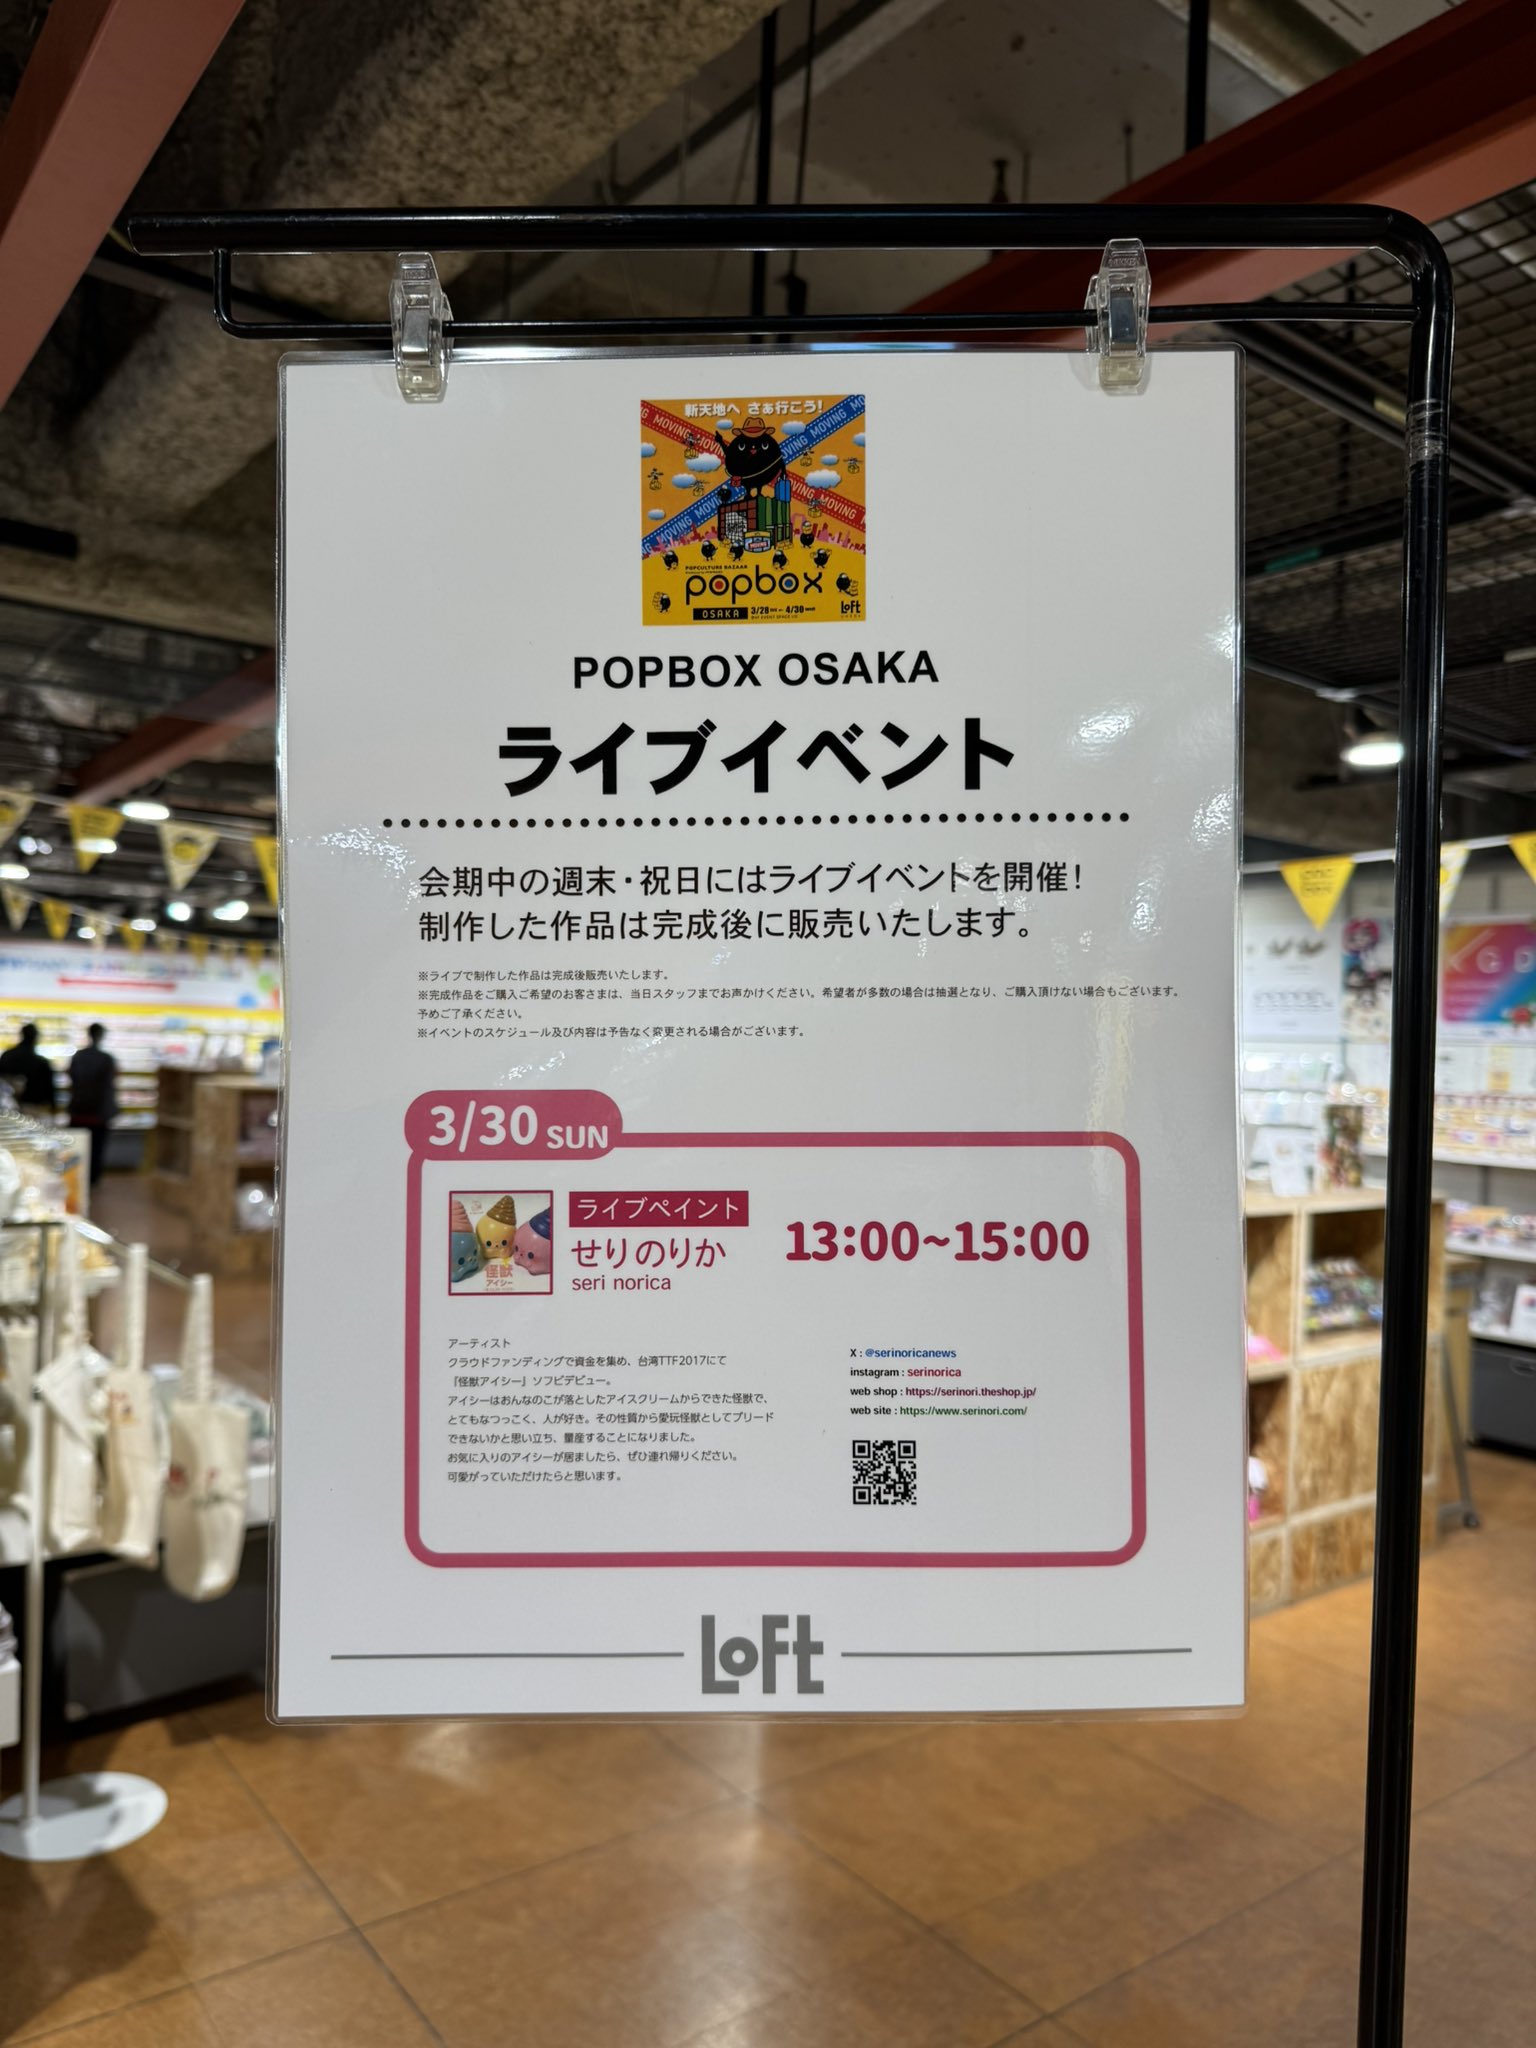 新天地へ さぁ行こう!
MOVING MOVING
POPCULTURE BAZAAR
popbox
OSAKA 3/28 4/30
Loft
POPBOX OSAKA
ライブイベント
会期中の週末・祝日にはライブイベントを開催!
制作した作品は完成後に販売いたします。
※ライブで制作した作品は完成後販売いたします。
※完成作品をご購入ご希望のお客さまは、当日スタッフまでお声かけください。希望者が多数の場合は抽選となり、ご購入頂けない場合もございます。
予めご了承ください。
※イベントのスケジュール及び内容は予告なく変更される場合がございます。
3/30 SUN
怪獣
アイシー
ライブペイント
せりのりか
seri norica
13:00~15:00
アーティスト
クラウドファンディングで資金を集め、台湾TTF2017にて
『怪獣アイシー』ソフビデビュー。
アイシーはおんなのこが落としたアイスクリームからできた怪獣で、
とてもなつっこく、人が好き。その性質から愛玩怪獣としてブリード
できないかと思い立ち、量産することになりました。
お気に入りのアイシーが居ましたら、ぜひ連れ帰りください。
可愛がっていただけたらと思います。
X : @serinoricanews
instagram : serinorica
web shop : https://serinori.theshop.jp/
web site : https://www.serinori.com/
LoFt